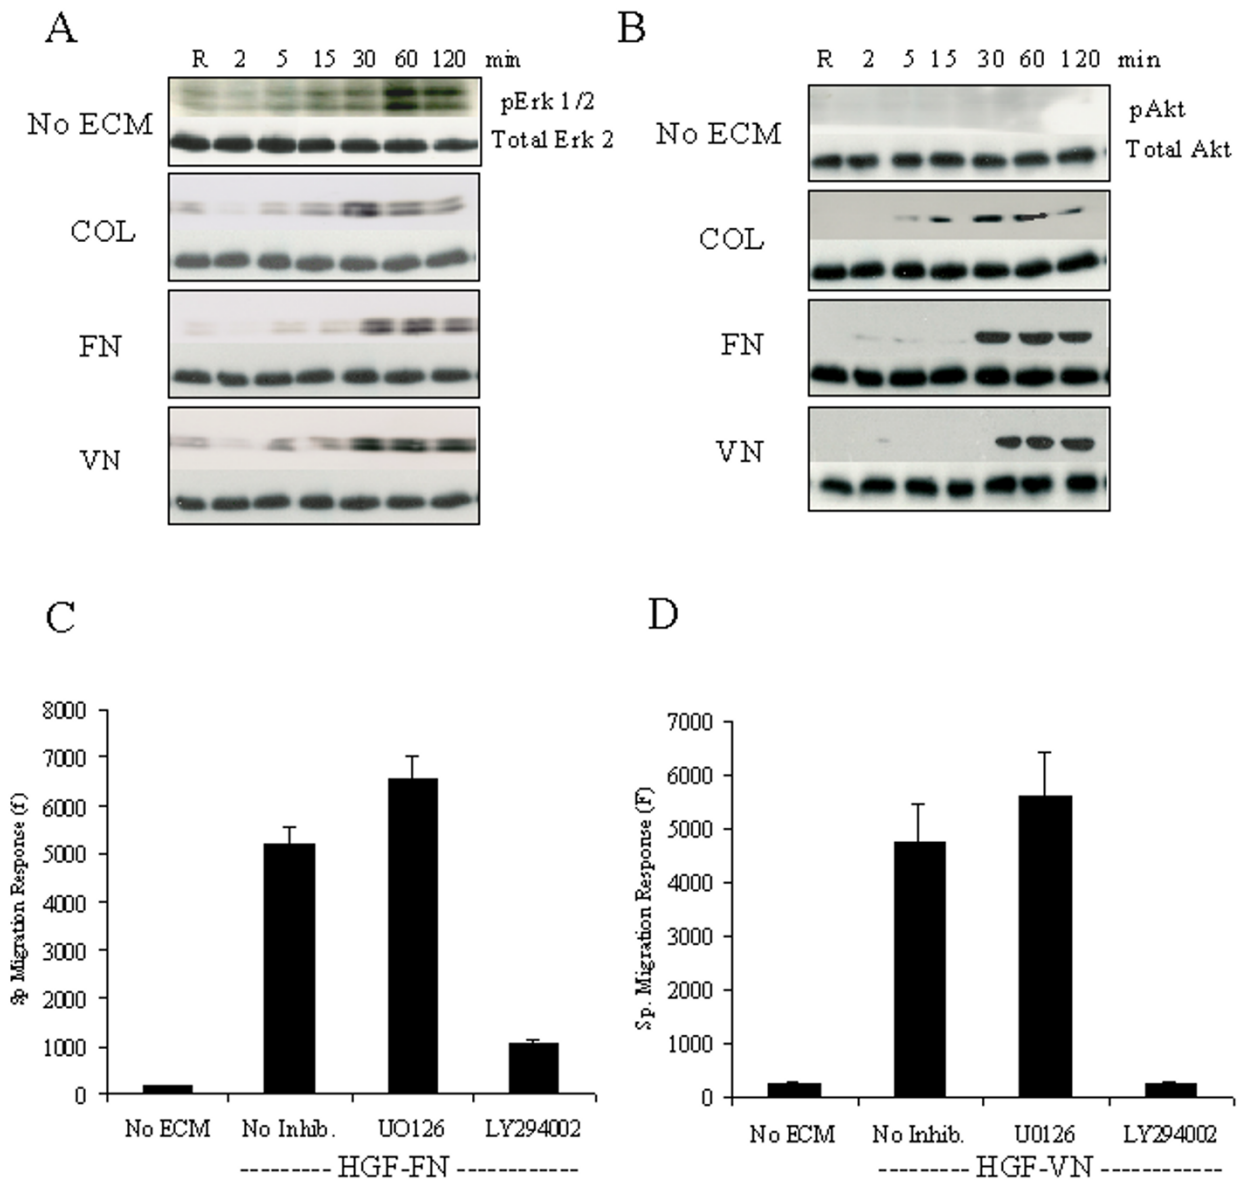 A
R 2 5 15 30 60 120 min
No ECM
pErk 1/2
Total Erk 2
COL
FN
VN
B
R 2 5 15 30 60 120 min
No ECM
pAkt
Total Akt
COL
FN
VN
C
Sp Migration Response (f)
8000
7000
6000
5000
4000
3000
2000
1000
0
No ECM No Inhib. UO126 LY294002
--------- HGF-FN ------------
D
Sp. Migration Response (F)
7000
6000
5000
4000
3000
2000
1000
0
No ECM No Inhib. U0126 LY294002
--------- HGF-VN ------------